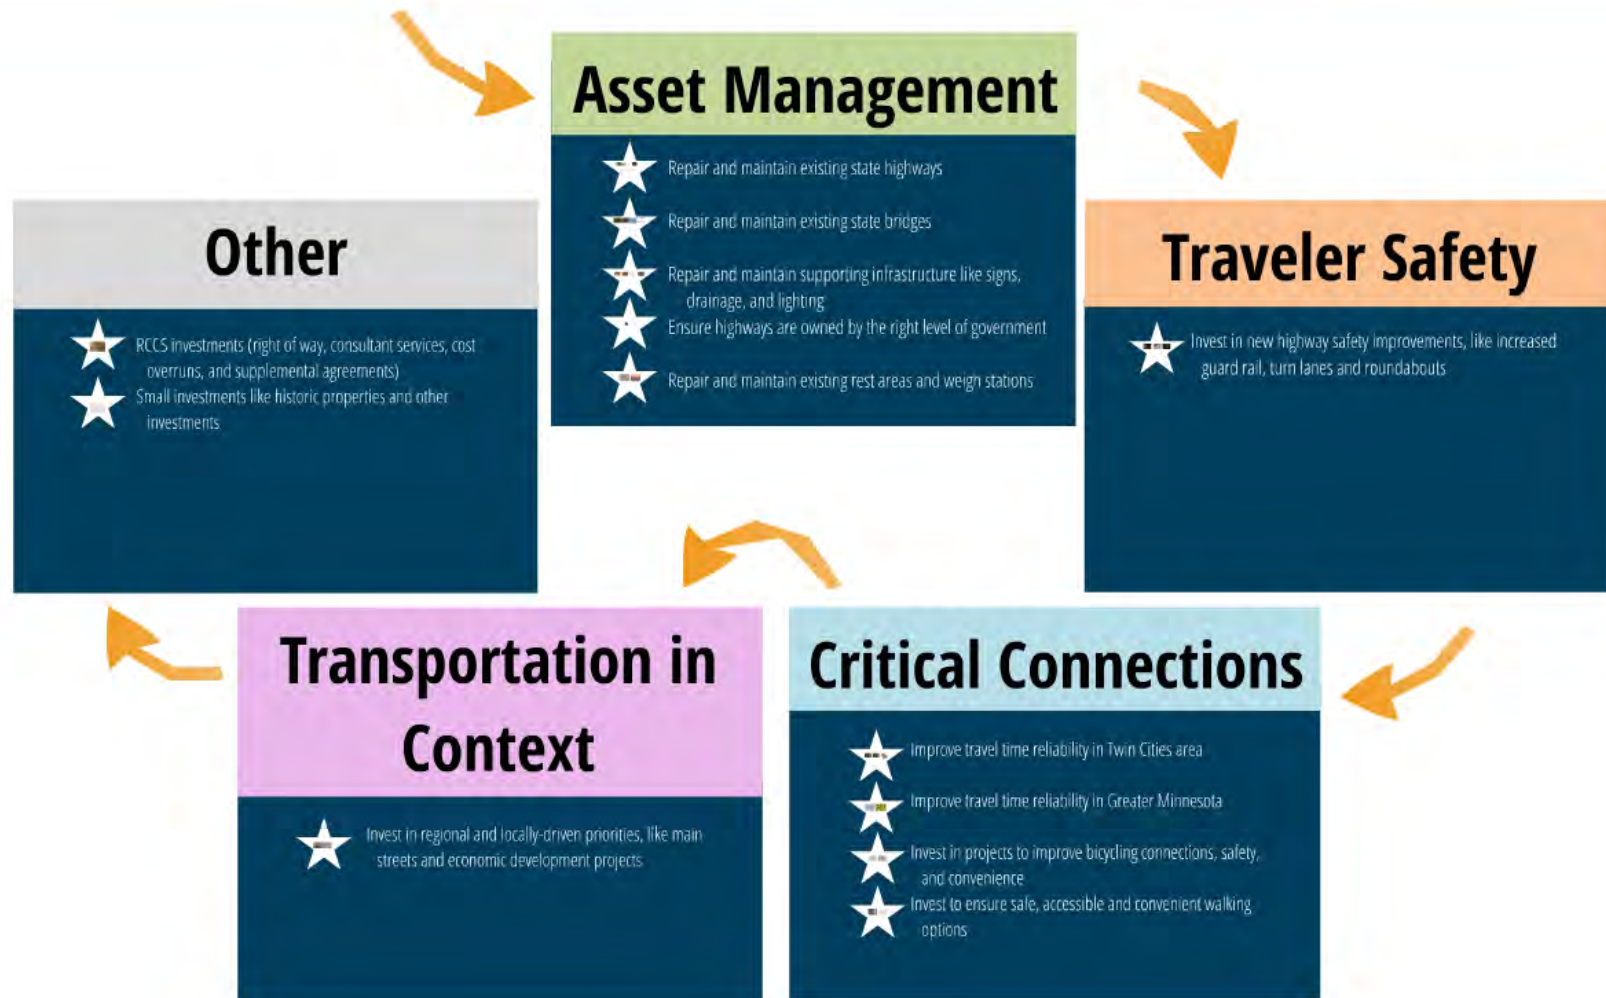 Asset Management
Repair and maintain existing state highways
Repair and maintain existing state bridges
Repair and maintain supporting infrastructure like signs,
drainage, and lighting
Ensure highways are owned by the right level of government
Repair and maintain existing rest areas and weigh stations
Traveler Safety
Invest in new highway safety improvements, like increased
guard rail, turn lanes and roundabouts
Critical Connections
Improve travel time reliability in Twin Cities area
Improve travel time reliability in Greater Minnesota
Invest in projects to improve bicycling connections, safety,
and convenience
Invest to ensure safe, accessible and convenient walking
options
Transportation in
Context
Invest in regional and locally-driven priorities, like main
streets and economic development projects
Other
RCCS investments (right of way, consultant services, cost
overruns, and supplemental agreements)
Small investments like historic properties and other
investments